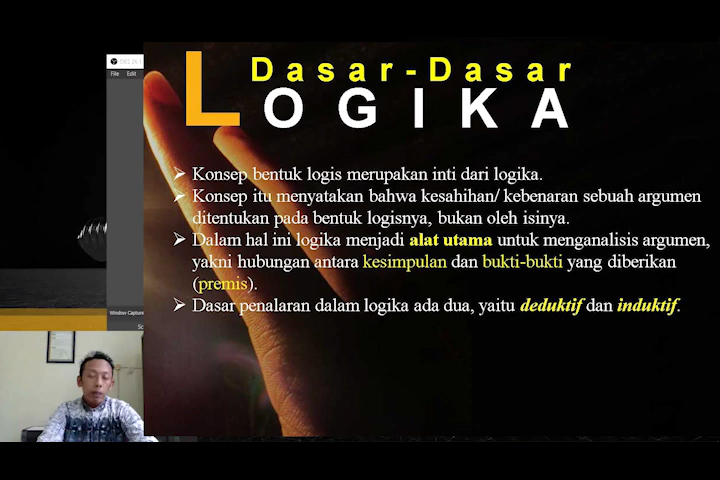 File Edit
Dasar-Dasar
LOGIKA
➢ Konsep bentuk logis merupakan inti dari logika.
➢ Konsep itu menyatakan bahwa kesahihan/ kebenaran sebuah argumen
ditentukan pada bentuk logisnya, bukan oleh isinya.
➢ Dalam hal ini logika menjadi alat utama untuk menganalisis argumen,
yakni hubungan antara kesimpulan dan bukti-bukti yang diberikan
(premis).
➢ Dasar penalaran dalam logika ada dua, yaitu deduktif dan induktif.
Window Capture